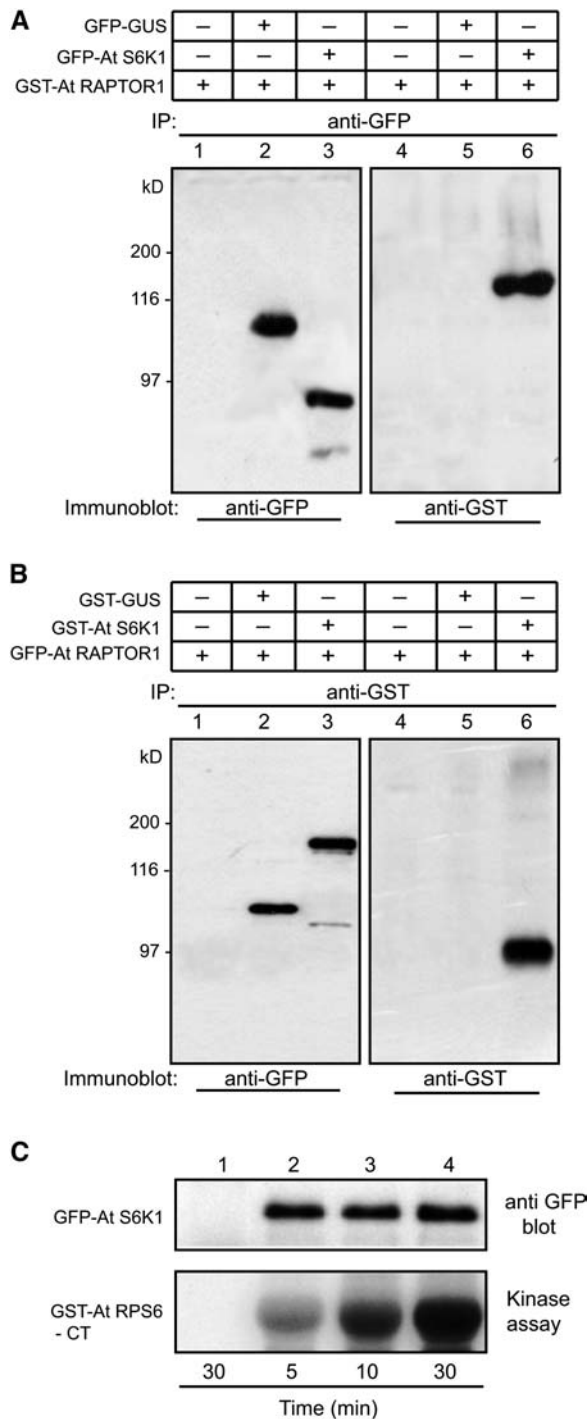 A
GFP-GUS – + – – + –
GFP-At S6K1 – – + – – +
GST-At RAPTOR1 + + + + + +
IP: anti-GFP
1 2 3 4 5 6
kD
200
116
97
Immunoblot: anti-GFP anti-GST
B
GST-GUS – + – – + –
GST-At S6K1 – – + – – +
GFP-At RAPTOR1 + + + + + +
IP: anti-GST
1 2 3 4 5 6
kD
200
116
97
Immunoblot: anti-GFP anti-GST
C
1 2 3 4
GFP-At S6K1
anti GFP
blot
GST-At RPS6
- CT
Kinase
assay
30 5 10 30
Time (min)